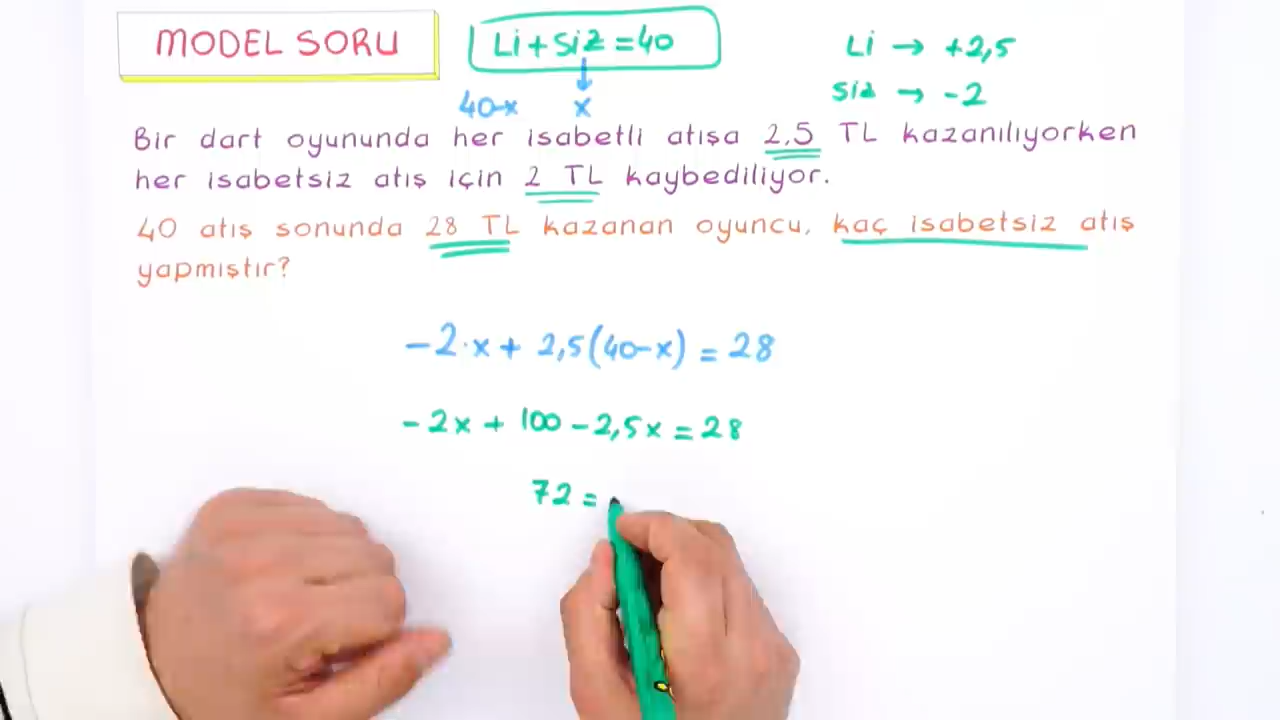 MODEL SORU
Li + Siz = 40
40-x x
Li → +2,5
Siz → -2
Bir dart oyununda her isabetli atışa 2,5 TL kazanılıyorken
her isabetsiz atış için 2 TL kaybediliyor.
40 atış sonunda 28 TL kazanan oyuncu, kaç isabetsiz atış
yapmıştır?
-2·x + 2,5(40-x) = 28
-2x + 100 - 2,5x = 28
72 =